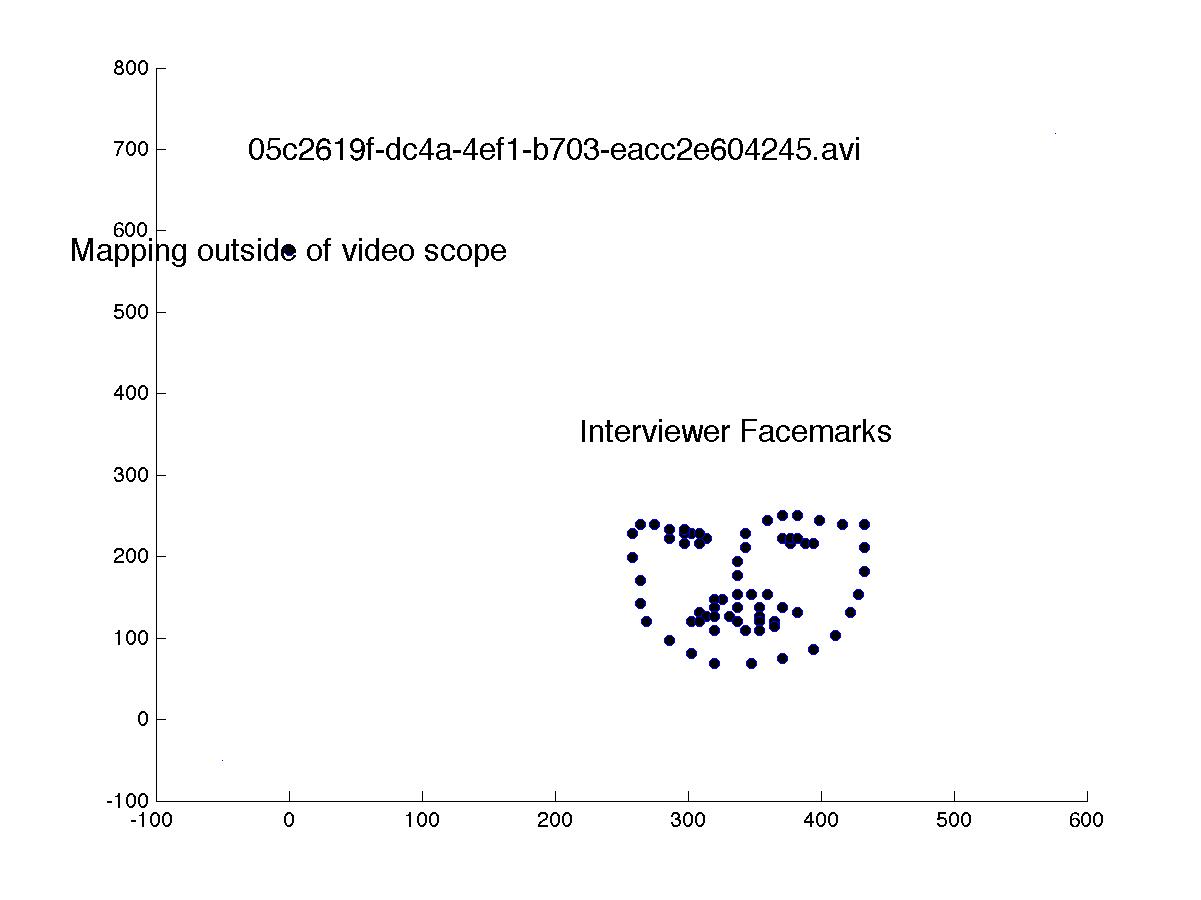 800
700
05c2619f-dc4a-4ef1-b703-eacc2e604245.avi
600
Mapping outside of video scope
500
400
Interviewer Facemarks
300
200
100
0
-100
-100 0 100 200 300 400 500 600